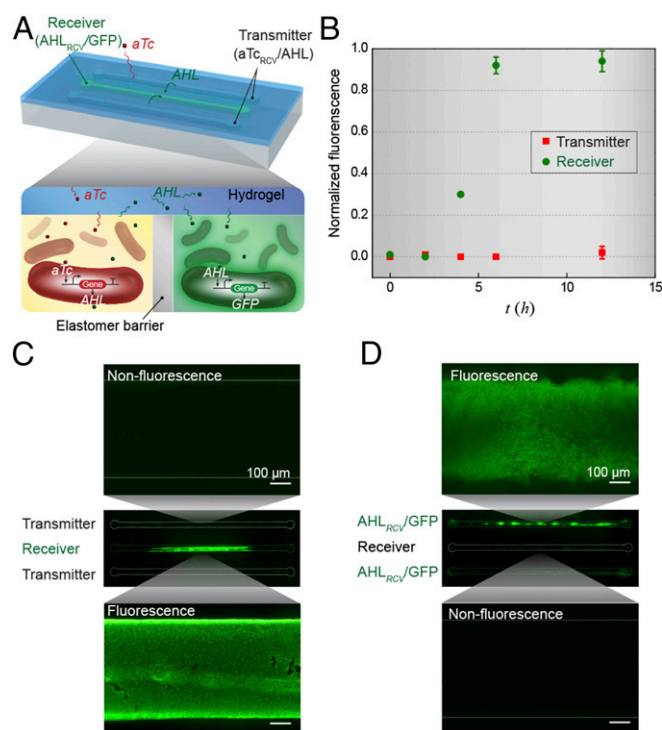 A
Receiver
(AHLRCV/GFP)
aTc
Transmitter
(aTcRCV/AHL)
AHL
aTc
AHL
Hydrogel
aTc
Gene
AHL
AHL
Gene
GFP
Elastomer barrier
B
Normalized fluorenscence
1.0
0.8
0.6
0.4
0.2
0.0
Transmitter
Receiver
0
5
10
15
t (h)
C
Non-fluorescence
100 μm
Transmitter
Receiver
Transmitter
Fluorescence
D
Fluorescence
100 μm
AHLRCV/GFP
Receiver
AHLRCV/GFP
Non-fluorescence